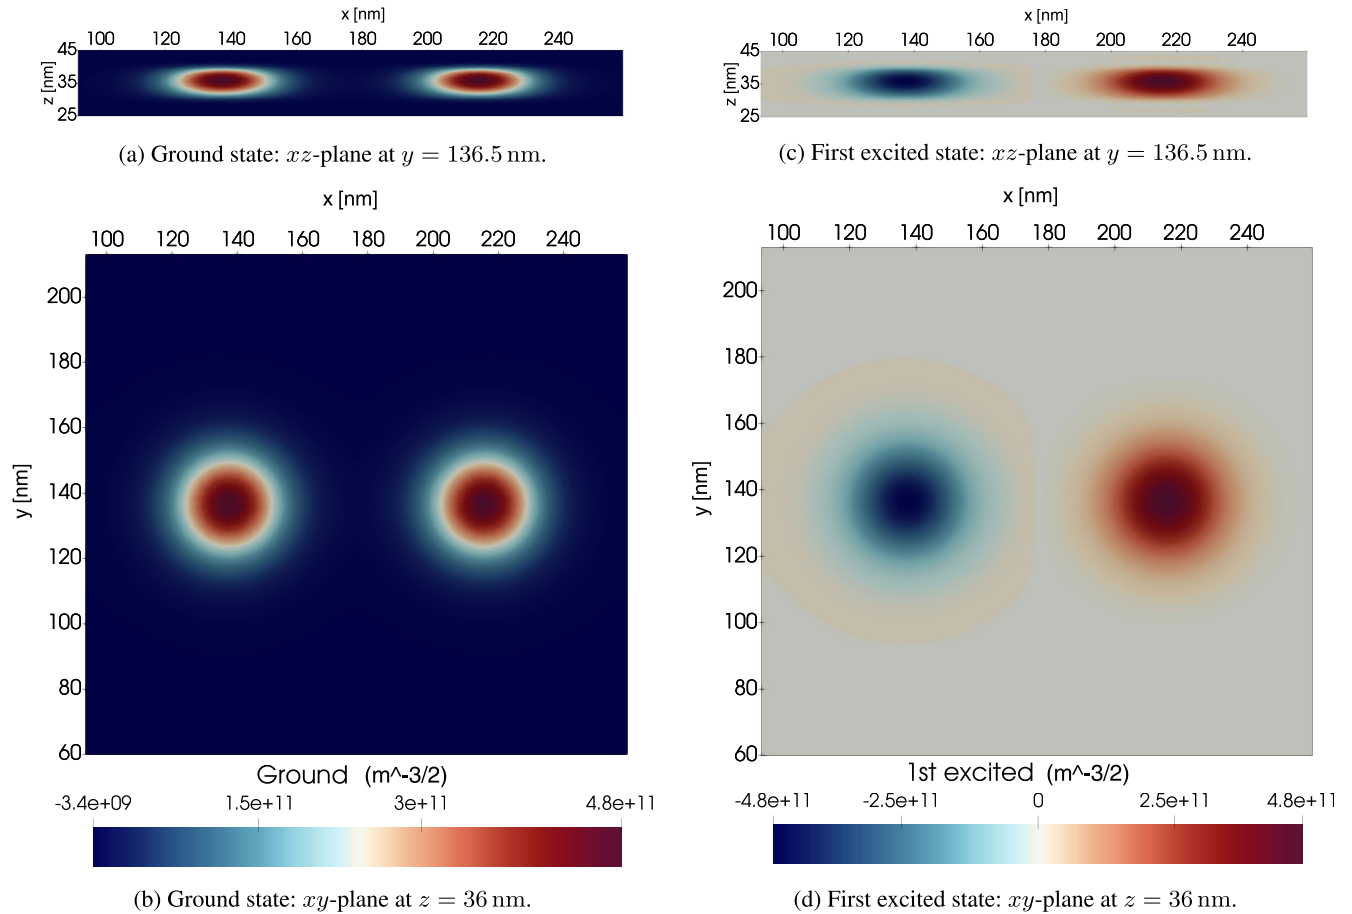 x [nm]
100 120 140 160 180 200 220 240
45
35
25
z [nm]
(a) Ground state: xz-plane at y = 136.5 nm.
x [nm]
100 120 140 160 180 200 220 240
200
180
160
140
120
100
80
60
y [nm]
Ground (m^-3/2)
-3.4e+09 1.5e+11 3e+11 4.8e+11
(b) Ground state: xy-plane at z = 36 nm.
x [nm]
100 120 140 160 180 200 220 240
45
35
25
z [nm]
(c) First excited state: xz-plane at y = 136.5 nm.
x [nm]
100 120 140 160 180 200 220 240
200
180
160
140
120
100
80
60
y [nm]
1st excited (m^-3/2)
-4.8e+11 -2.5e+11 0 2.5e+11 4.8e+11
(d) First excited state: xy-plane at z = 36 nm.